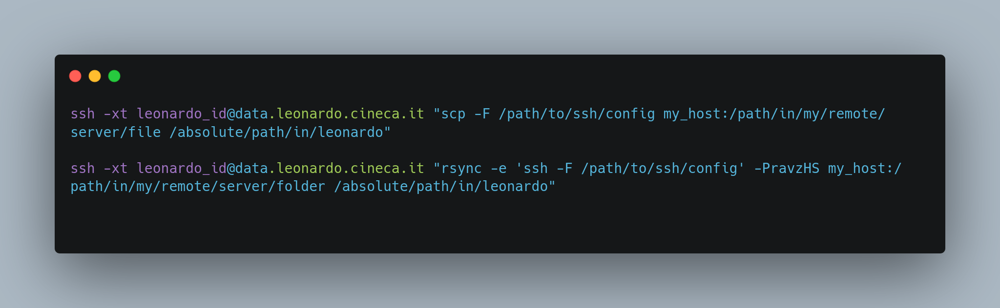 ssh -xt leonardo_id@data.leonardo.cineca.it "scp -F /path/to/ssh/config my_host:/path/in/my/remote/
server/file /absolute/path/in/leonardo"
ssh -xt leonardo_id@data.leonardo.cineca.it "rsync -e 'ssh -F /path/to/ssh/config' -PravzHS my_host:/
path/in/my/remote/server/folder /absolute/path/in/leonardo"